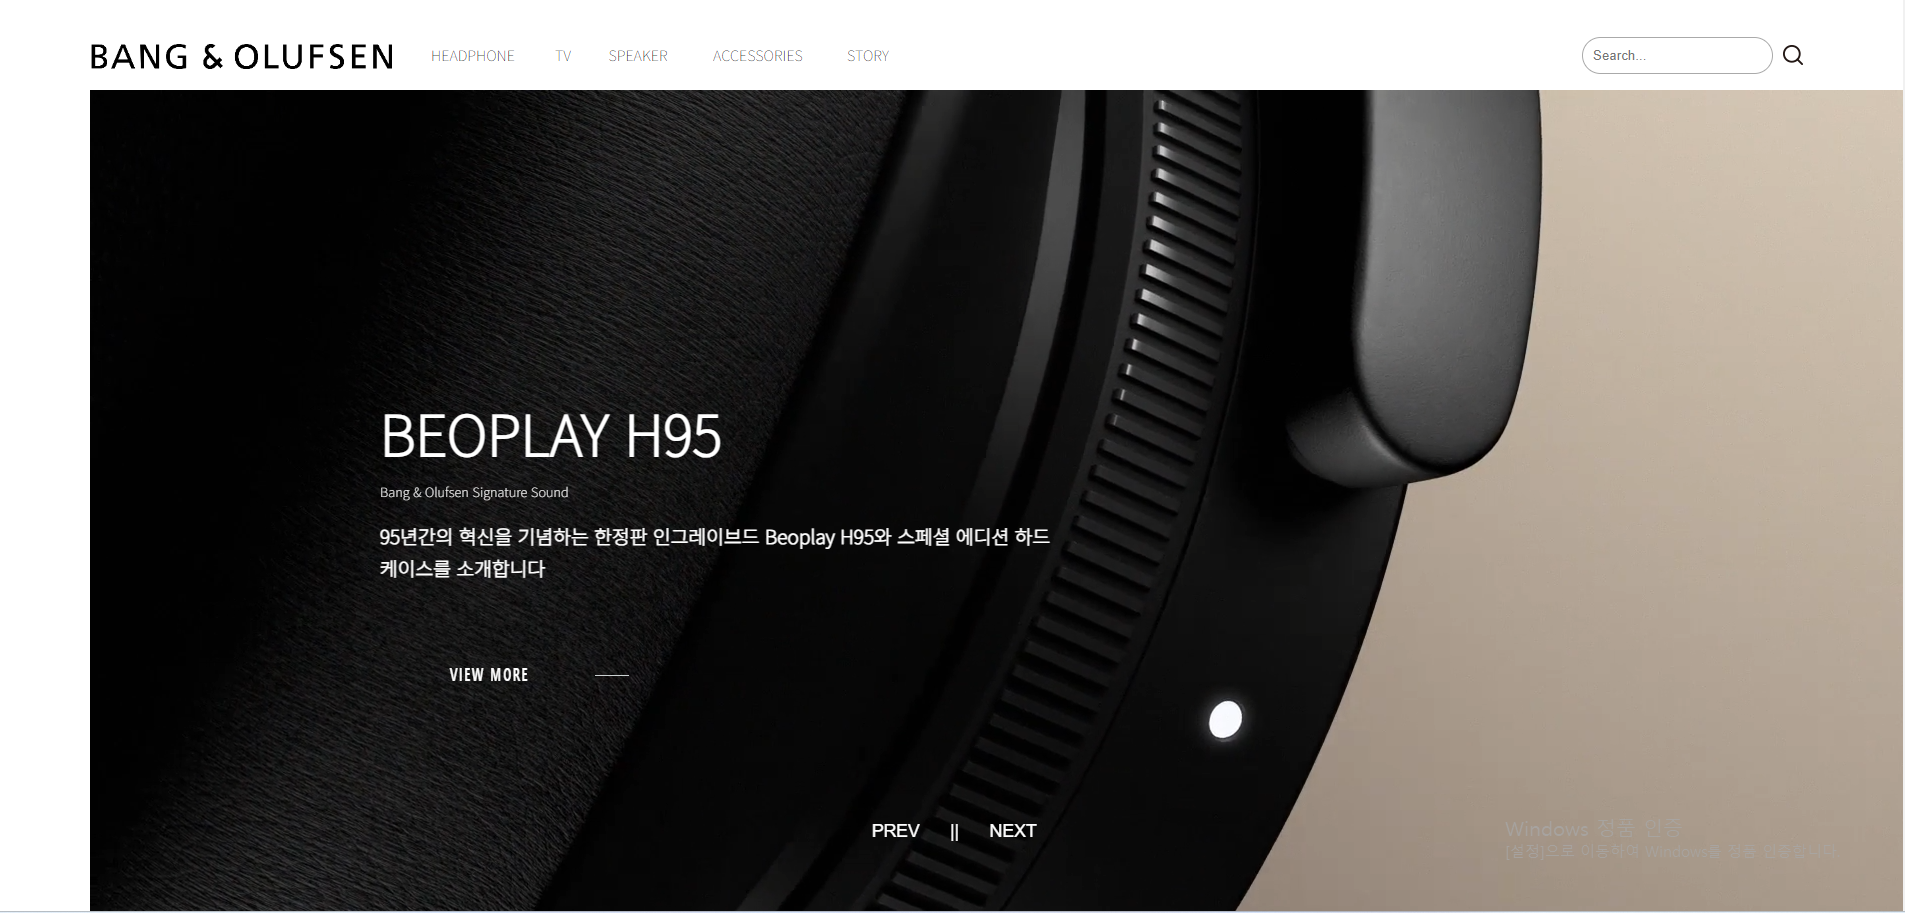 BANG & OLUFSEN
HEADPHONE TV SPEAKER ACCESSORIES STORY
Search...
BEOPLAY H95
Bang & Olufsen Signature Sound
95년간의 혁신을 기념하는 한정판 인그레이브드 Beoplay H95와 스페셜 에디션 하드
케이스를 소개합니다
VIEW MORE
PREV || NEXT
Windows 정품 인증
[설정]으로 이동하여 Windows를 정품 인증합니다.